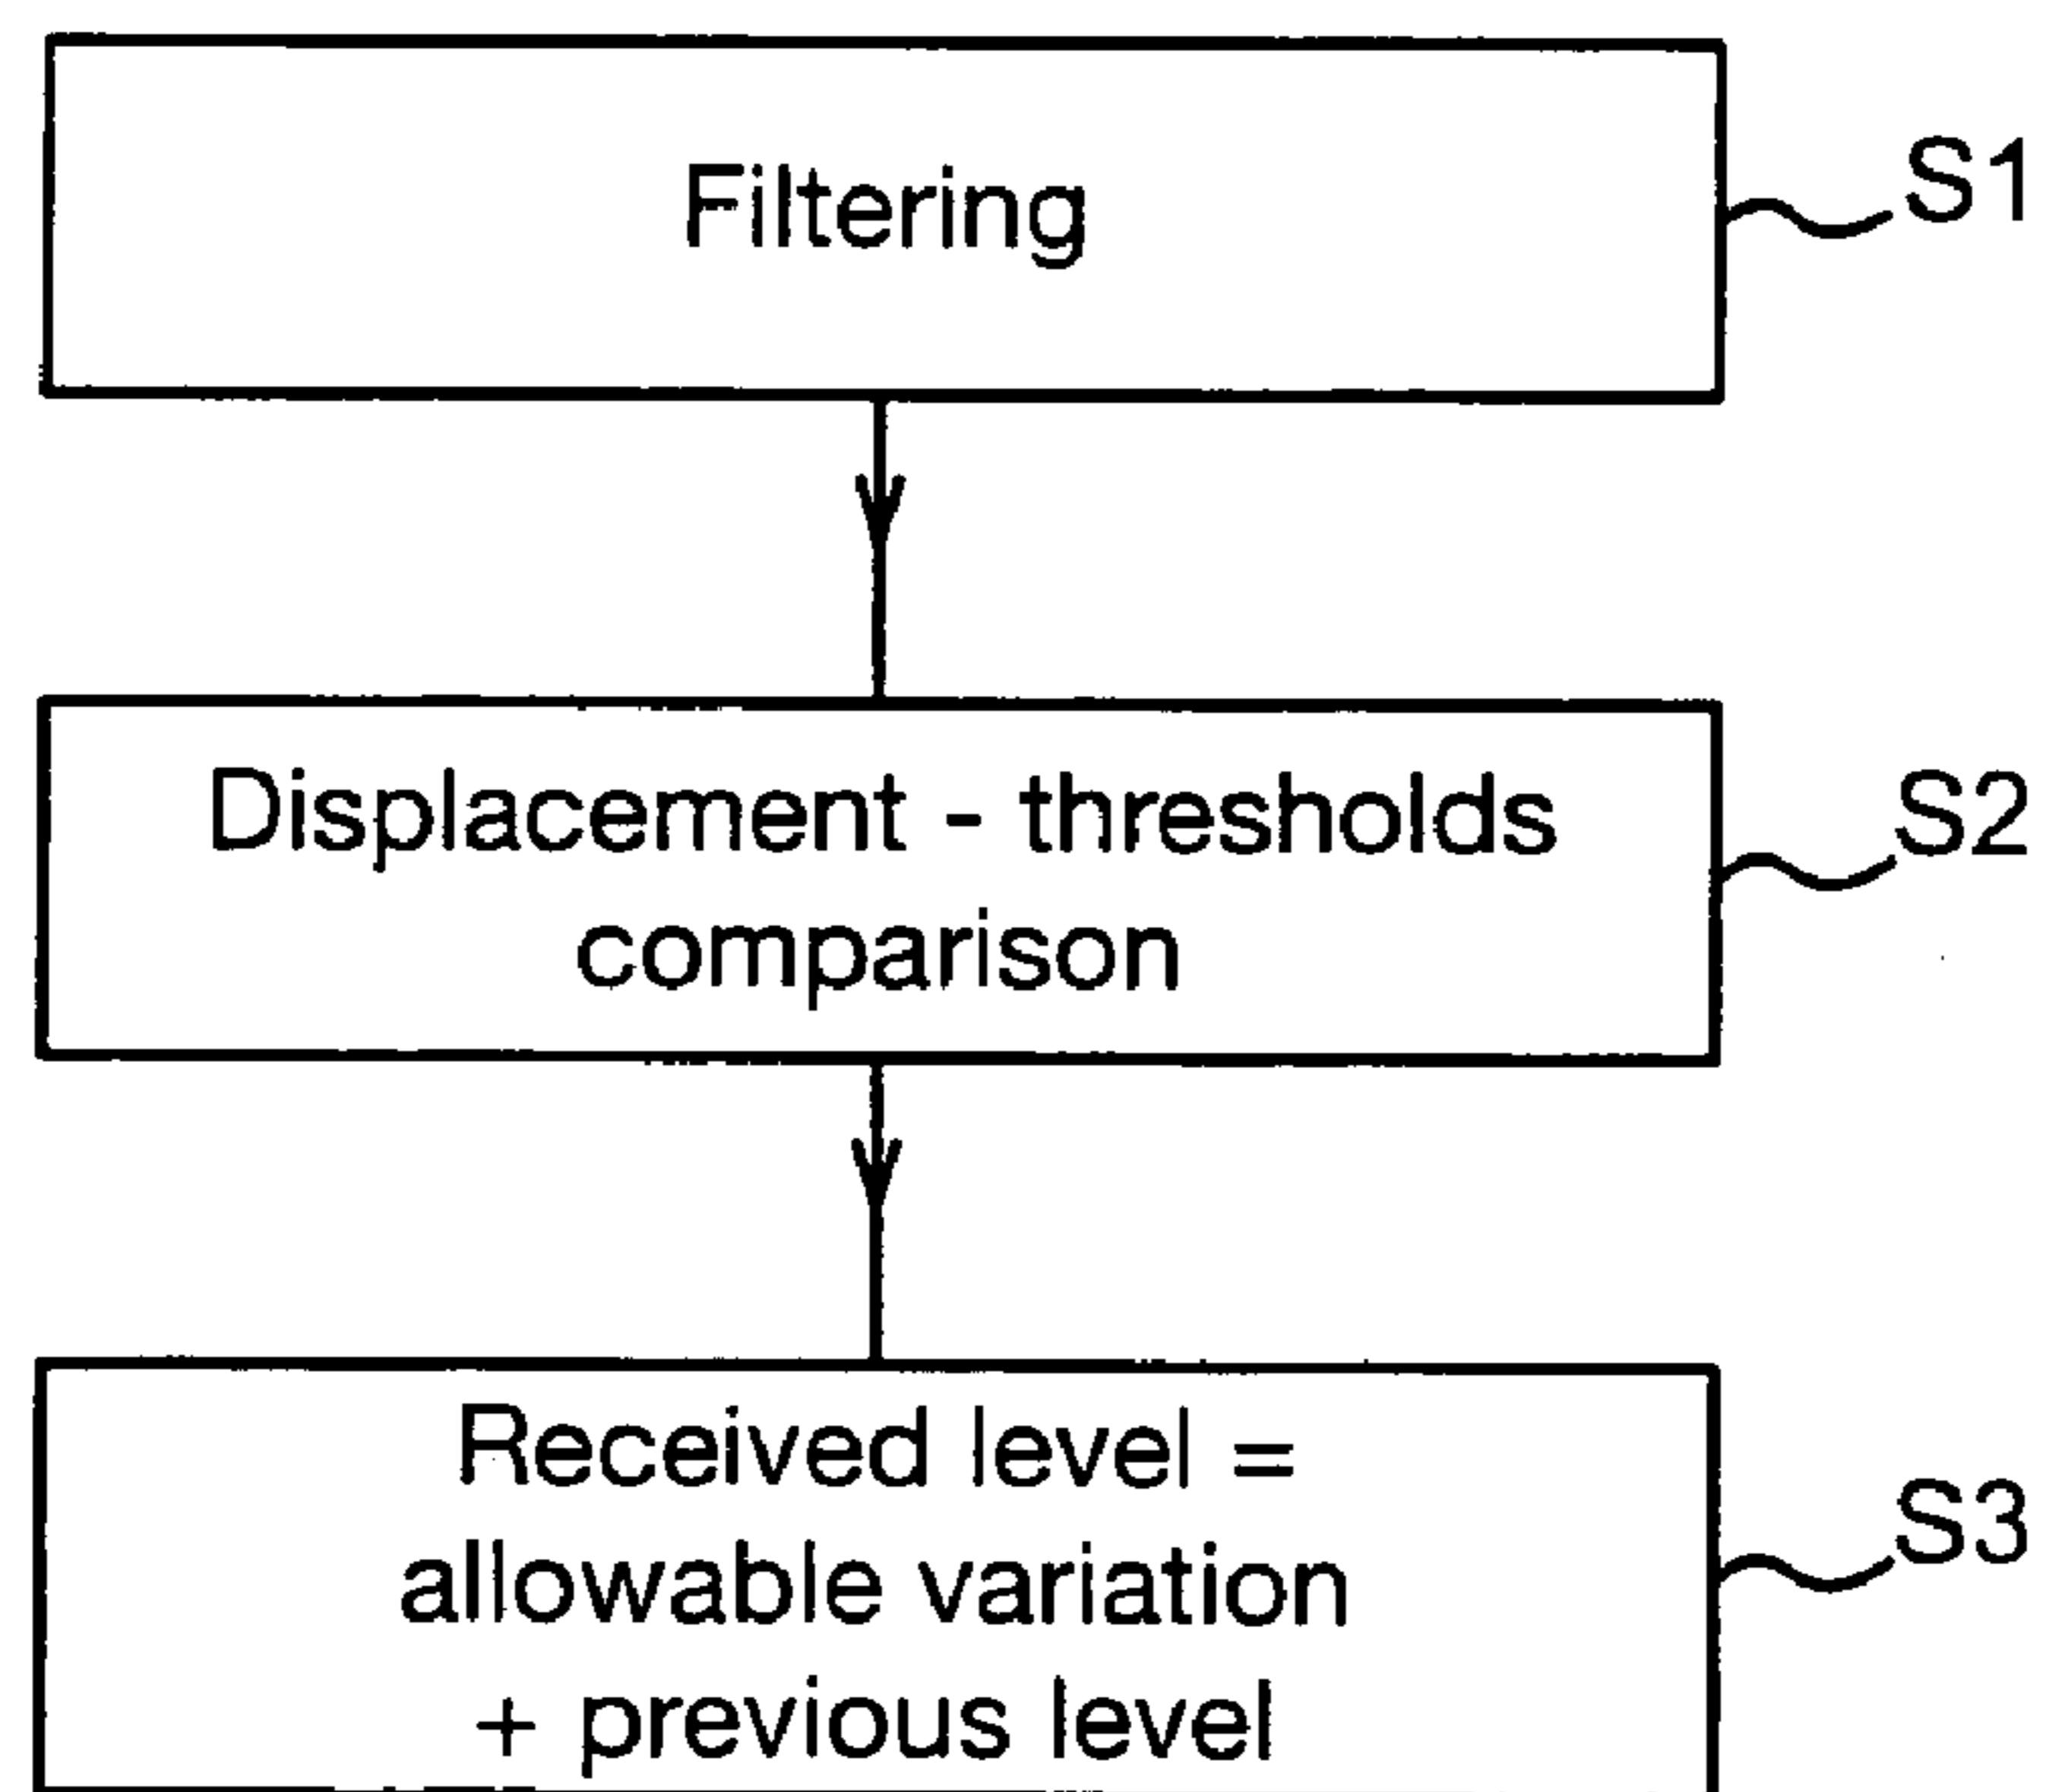 Filtering
S1
Displacement - thresholds
comparison
S2
Received level =
allowable variation
+ previous level
S3